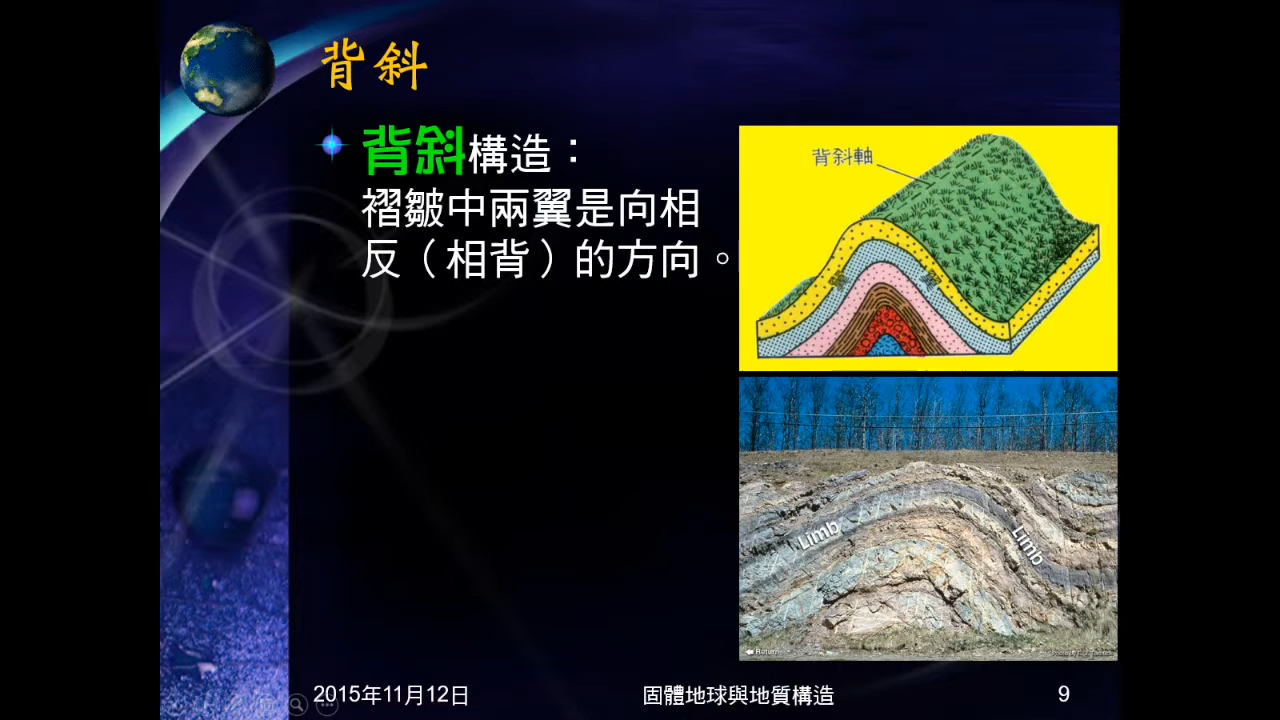 背斜
背斜構造：
褶皺中兩翼是向相
反（相背）的方向。
背斜軸
Limb
Limb
Return
2015年11月12日
固體地球與地質構造
9